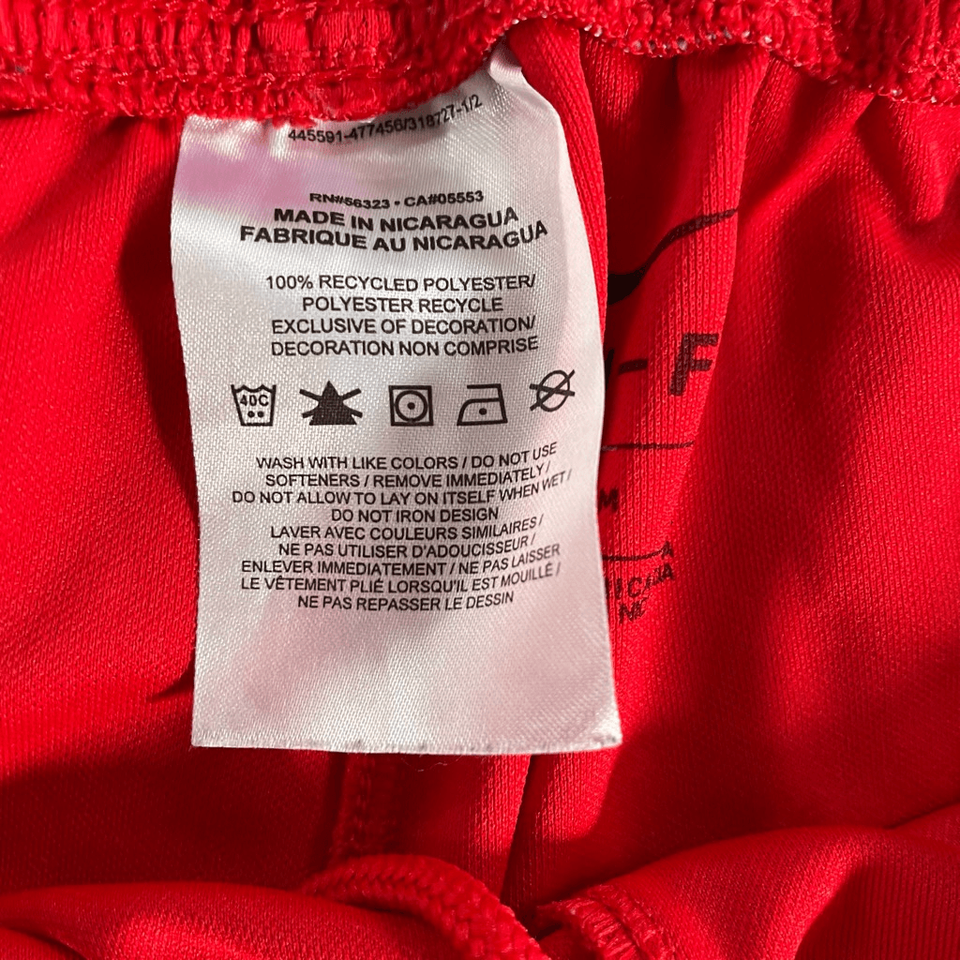 445591-477456/318727-1/2
RN#56323 • CA#05553
MADE IN NICARAGUA
FABRIQUE AU NICARAGUA
100% RECYCLED POLYESTER/
POLYESTER RECYCLE
EXCLUSIVE OF DECORATION/
DECORATION NON COMPRISE
40C
WASH WITH LIKE COLORS / DO NOT USE
SOFTENERS / REMOVE IMMEDIATELY /
DO NOT ALLOW TO LAY ON ITSELF WHEN WET /
DO NOT IRON DESIGN
LAVER AVEC COULEURS SIMILAIRES /
NE PAS UTILISER D'ADOUCISSEUR /
ENLEVER IMMEDIATEMENT / NE PAS LAISSER
LE VÊTEMENT PLIÉ LORSQU'IL EST MOUILLÉ /
NE PAS REPASSER LE DESSIN
-F
M